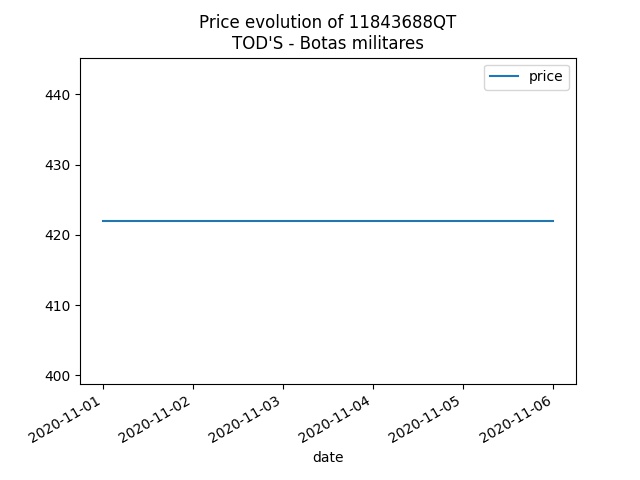 Price evolution of 11843688QT
TOD'S - Botas militares
price
440
430
420
410
400
2020-11-01
2020-11-02
2020-11-03
2020-11-04
2020-11-05
2020-11-06
date